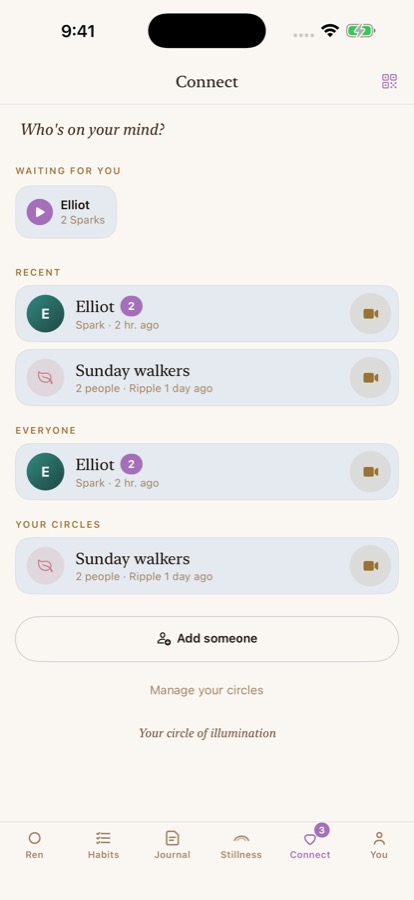 9:41
Connect
Who's on your mind?
WAITING FOR YOU
Elliot
2 Sparks
RECENT
E
Elliot 2
Spark · 2 hr. ago
Sunday walkers
2 people · Ripple 1 day ago
EVERYONE
E
Elliot 2
Spark · 2 hr. ago
YOUR CIRCLES
Sunday walkers
2 people · Ripple 1 day ago
Add someone
Manage your circles
Your circle of illumination
3
Ren Habits Journal Stillness Connect You